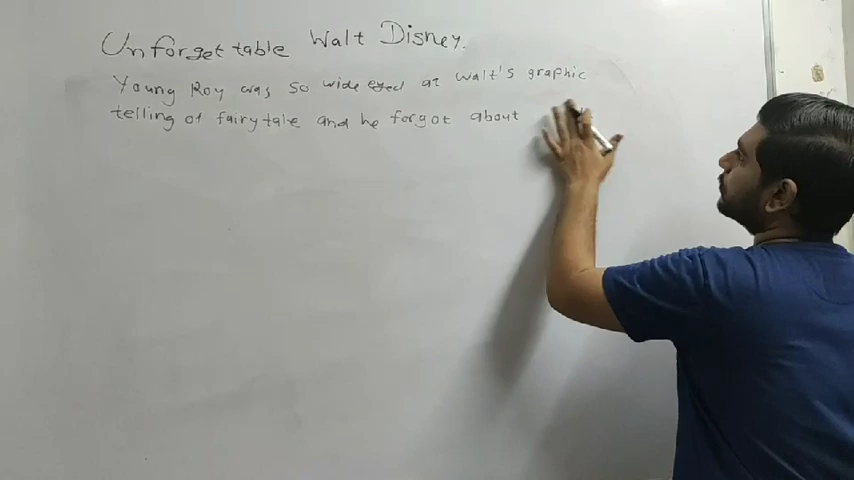 Unforgettable Walt Disney.
Young Roy was so wide eyed at Walt's graphic
telling of fairytale and he forgot about